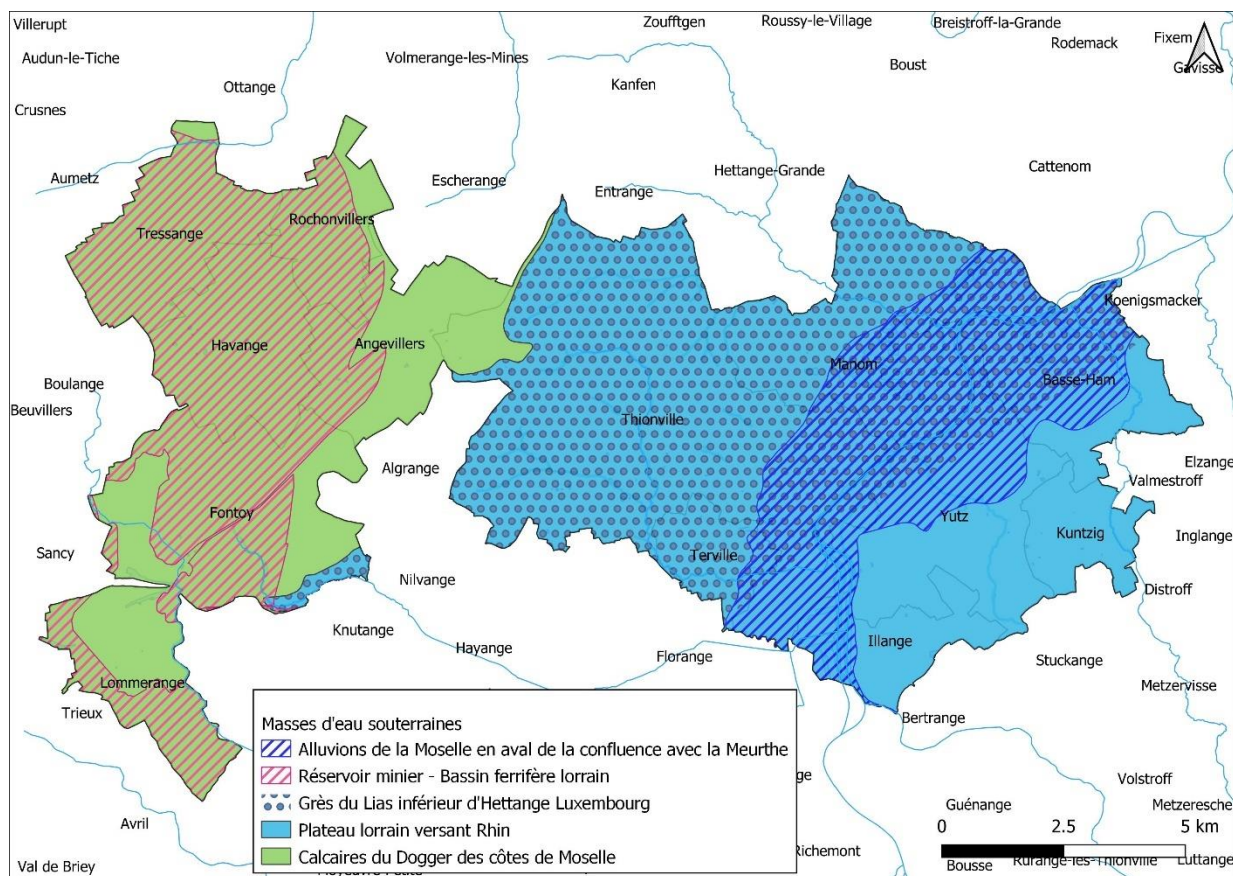 Villerupt
Zoufftgen
Roussy-le-Village
Breistroff-la-Grande
Fixem
Rodemack
Audun-le-Tiche
Volmerange-les-Mines
Boust
Gavisse
Ottange
Kanfen
Crusnes
Hettange-Grande
Cattenom
Aumetz
Escherange
Entrange
Rochonvillers
Tressange
Koenigsmacker
Havange
Angevillers
Manom
Basse-Ham
Boulange
Beuvillers
Thionville
Algrange
Elzange
Valmestroff
Fontoy
Yutz
Kuntzig
Inglange
Sancy
Terville
Nilvange
Distroff
Knutange
Hayange
Florange
Illange
Stuckange
Lommerange
Metzervisse
Trieux
Bertrange
Masses d'eau souterraines
Alluvions de la Moselle en aval de la confluence avec la Meurthe
Réservoir minier - Bassin ferrifère lorrain
Grès du Lias inférieur d'Hettange Luxembourg
Plateau lorrain versant Rhin
Calcaires du Dogger des côtes de Moselle
Volstroff
Guénange
Metzeresche
0 2.5 5 km
Avril
Richemont
Val de Briey
Bousse
Rurange-lès-Thionville
Luttange